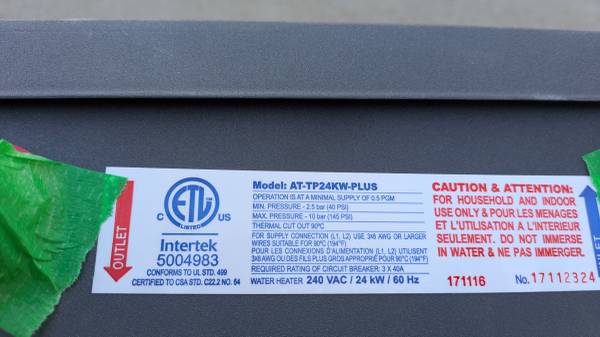 OUTLET
C ETL US
LISTED
Intertek
5004983
CONFORMS TO UL STD. 499
CERTIFIED TO CSA STD. C22.2 NO. 64
Model: AT-TP24KW-PLUS
OPERATION IS AT A MINIMAL SUPPLY OF 0.5 PGM
MIN. PRESSURE - 2.5 bar (40 PSI)
MAX. PRESSURE - 10 bar (145 PSI)
THERMAL CUT OUT 90ºC
FOR SUPPLY CONNECTION (L1, L2) USE 3X8 AWG OR LARGER
WIRES SUITABLE FOR 90ºC (194ºF)
POUR LES CONNEXIONS D'ALIMENTATION (L1, L2) UTILISENT
3X8 AWG OU DES FILS PLUS GROS APPROPRIÉ POUR 90ºC (194ºF)
REQUIRED RATING OF CIRCUIT BREAKER: 3 X 40A
WATER HEATER 240 VAC / 24 kW / 60 Hz
CAUTION & ATTENTION:
FOR HOUSEHOLD AND INDOOR
USE ONLY & POUR LES MENAGES
ET L'UTILISATION A L'INTERIEUR
SEULEMENT. DO NOT IMMERSE
IN WATER & NE PAS IMMERGER.
171116 No. 17112324